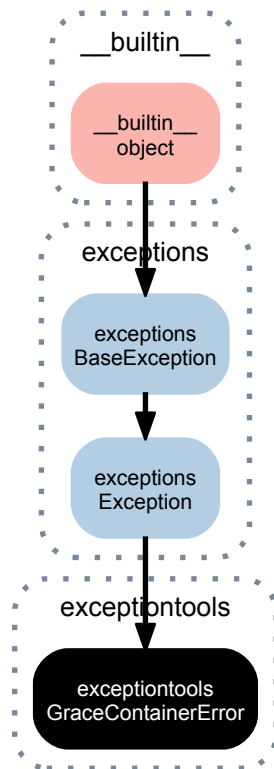 __builtin__
__builtin__
object
exceptions
exceptions
BaseException
exceptions
Exception
exceptiontools
exceptiontools
GraceContainerError